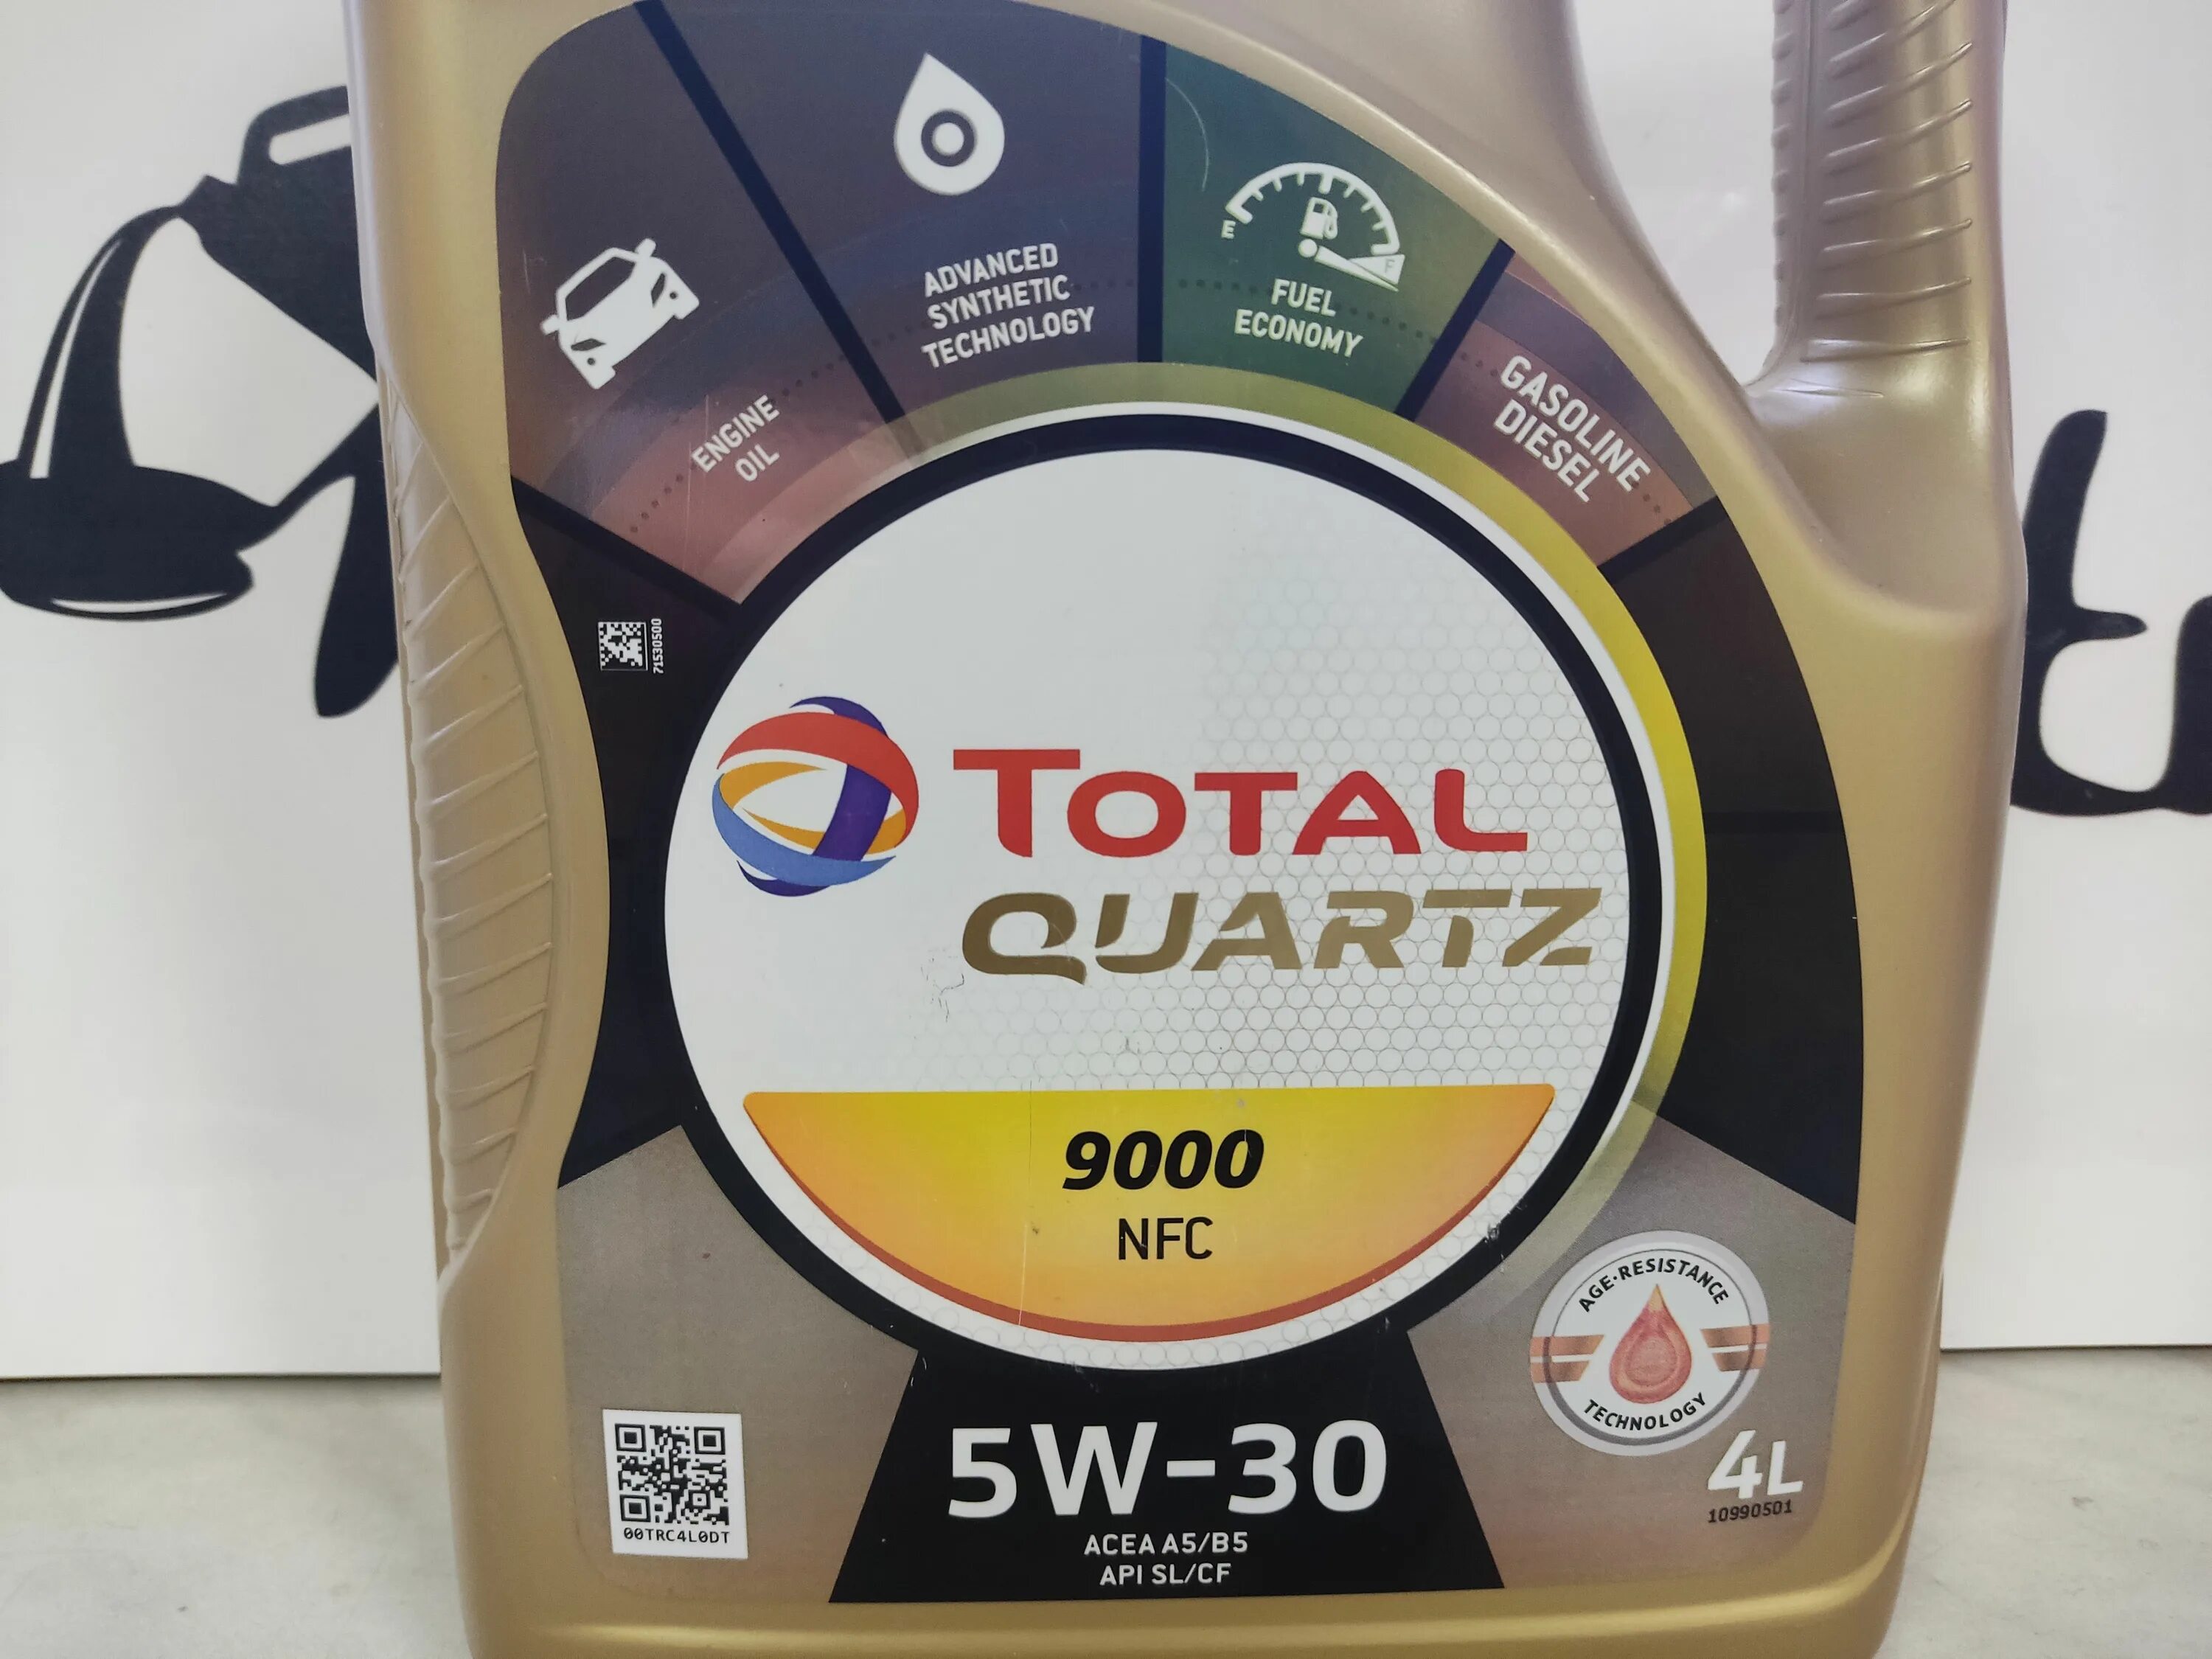 ADVANCED
SYNTHETIC
TECHNOLOGY
E
F
FUEL
ECONOMY
GASOLINE
DIESEL
ENGINE
OIL
71530500
TOTAL
QUARTZ
9000
NFC
AGE·RESISTANCE
TECHNOLOGY
5W-30
4L
10990501
ACEA A5/B5
API SL/CF
00TRC4L0DT